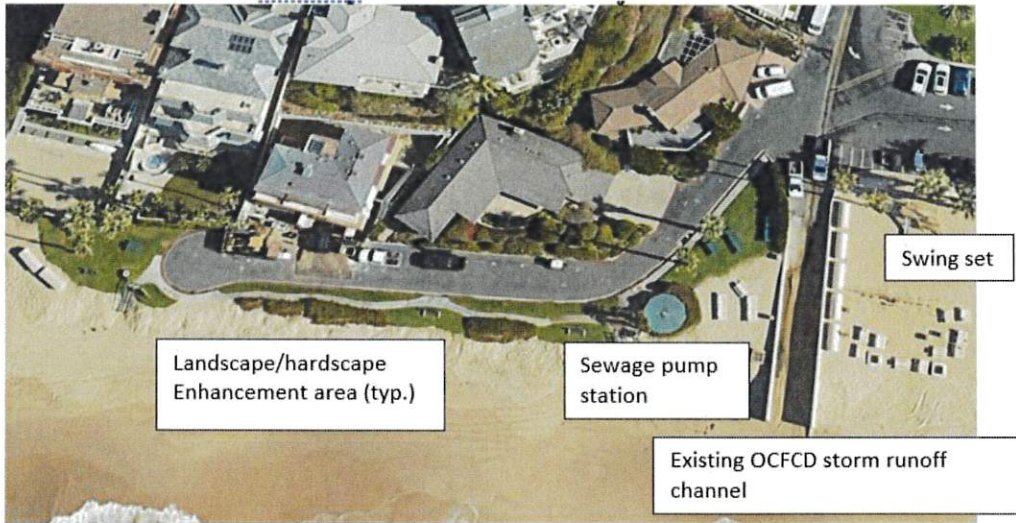 Swing set
Landscape/hardscape
Enhancement area (typ.)
Sewage pump
station
Existing OCFCD storm runoff
channel